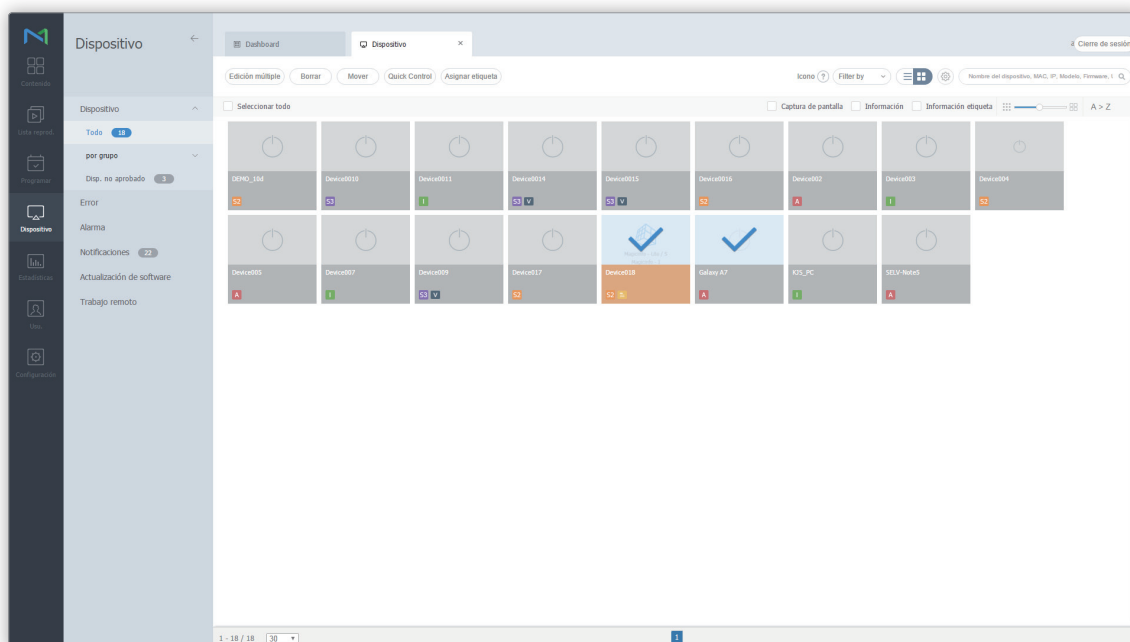 Dispositivo
Dashboard
Dispositivo
Cierre de sesión
Contenido
Edición múltiple
Borrar
Mover
Quick Control
Asignar etiqueta
Icono
?
Filter by
Nombre del dispositivo, MAC, IP, Modelo, Firmware,
Dispositivo
Seleccionar todo
Captura de pantalla
Información
Información etiqueta
A > Z
Lista reprod.
Todo 18
por grupo
Programar
Disp. no aprobado 3
DEMO_10d
Device0010
Device0011
Device0014
Device0015
Device0016
Device002
Device003
Device004
S2
S3
I
S3 V
S3 V
S2
A
I
S2
Error
Dispositivo
Alarma
Notificaciones 22
Estadísticas
Actualización de software
Device005
Device007
Device009
Device017
Device018
Galaxy A7
KJS_PC
SELV-Note5
A
I
S3 V
S2
S2
A
I
A
Trabajo remoto
Configuración
1 - 18 / 18
30
1